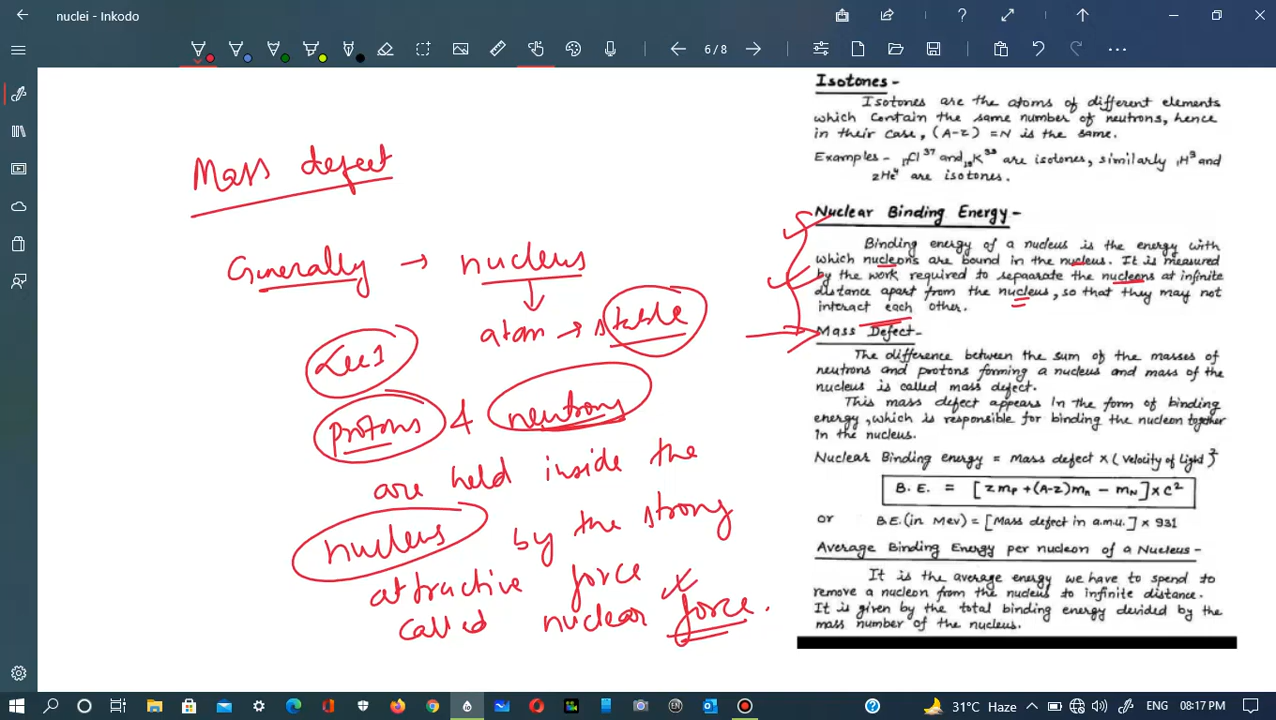 nuclei - Inkodo
6/8
Mass defect
Generally → nucleus
atom → stable
Lec1
protons & neutrons
are held inside the
nucleus by the strong
attractive force
called nuclear force.
Isotones-
Isotones are the atoms of different elements
which contain the same number of neutrons, hence
in their case, (A-Z) =N is the same.
Examples - ₁₇Cl³⁷ and ₁₉K³⁹ are isotones, similarly ₁H³ and
₂He⁴ are isotones.
Nuclear Binding Energy-
Binding energy of a nucleus is the energy with
which nucleons are bound in the nucleus. It is measured
by the work required to sepaarate the nucleons at infinite
distance apart from the nucleus, so that they may not
interact each other.
Mass Defect-
The difference between the sum of the masses of
neutrons and protons forming a nucleus and mass of the
nucleus is called mass defect.
This mass defect appears in the form of binding
energy, which is responsible for binding the nucleon together
in the nucleus.
Nuclear Binding energy = Mass defect × (Velocity of Light)²
B.E. = [Zmp + (A-Z)mn - mN] × C²
or B.E.(in Mev) = [Mass defect in a.m.u.] × 931
Average Binding Energy per nucleon of a Nucleus-
It is the average energy we have to spend to
remove a nucleon from the nucleus to infinite distance.
It is given by the total binding energy divided by the
mass number of the nucleus.
31°C Haze ENG 08:17 PM